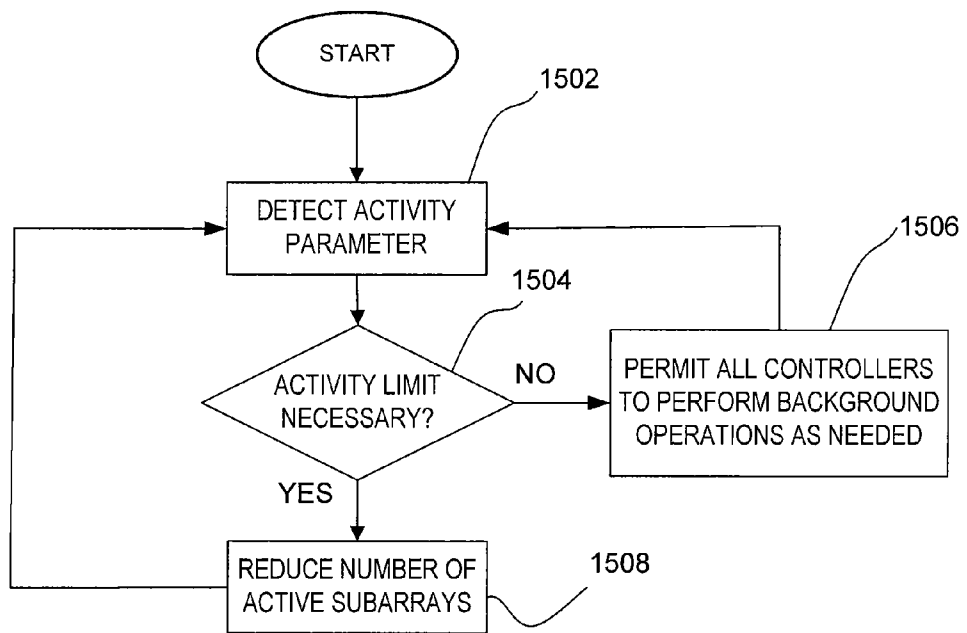 START
1502
DETECT ACTIVITY
PARAMETER
1504
ACTIVITY LIMIT
NECESSARY?
NO
1506
PERMIT ALL CONTROLLERS
TO PERFORM BACKGROUND
OPERATIONS AS NEEDED
YES
REDUCE NUMBER OF
ACTIVE SUBARRAYS
1508